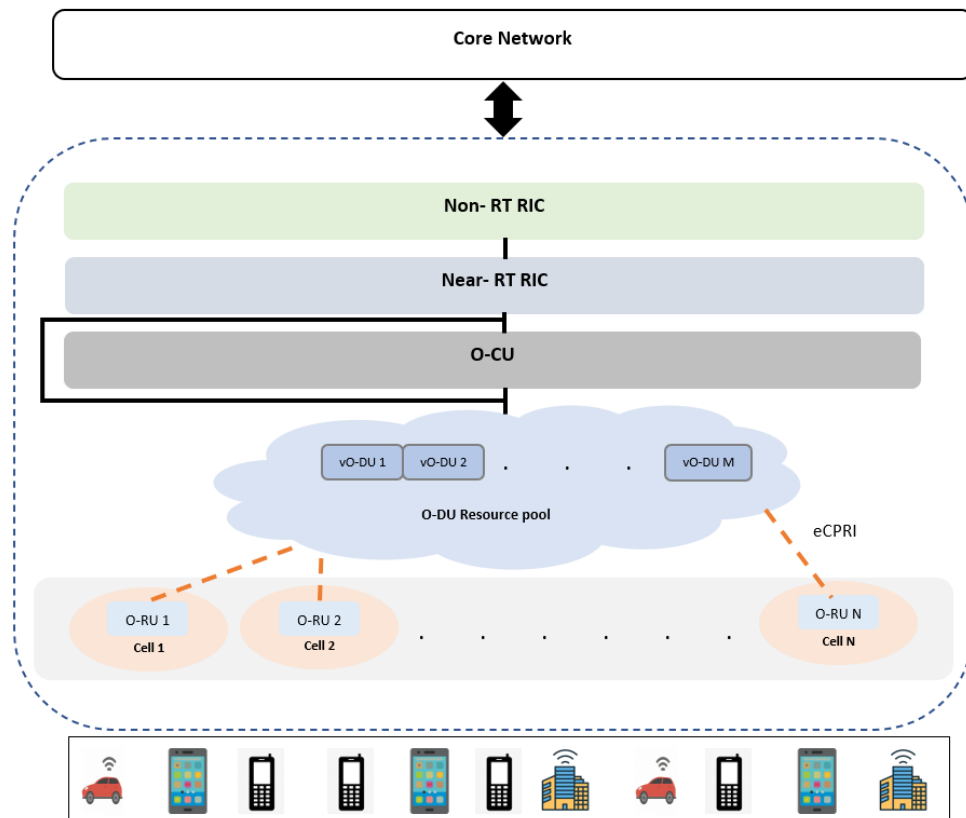 Core Network
Non- RT RIC
Near- RT RIC
O-CU
vO-DU 1 vO-DU 2 . . . vO-DU M
O-DU Resource pool
eCPRI
O-RU 1 O-RU 2 . . . . . . O-RU N
Cell 1 Cell 2 Cell N